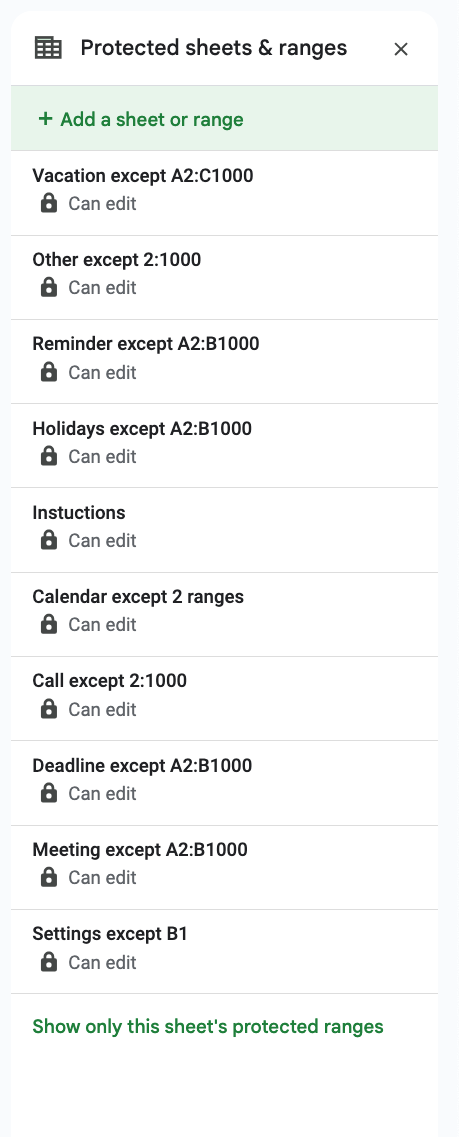 Protected sheets & ranges
+ Add a sheet or range
Vacation except A2:C1000
Can edit
Other except 2:1000
Can edit
Reminder except A2:B1000
Can edit
Holidays except A2:B1000
Can edit
Instuctions
Can edit
Calendar except 2 ranges
Can edit
Call except 2:1000
Can edit
Deadline except A2:B1000
Can edit
Meeting except A2:B1000
Can edit
Settings except B1
Can edit
Show only this sheet's protected ranges